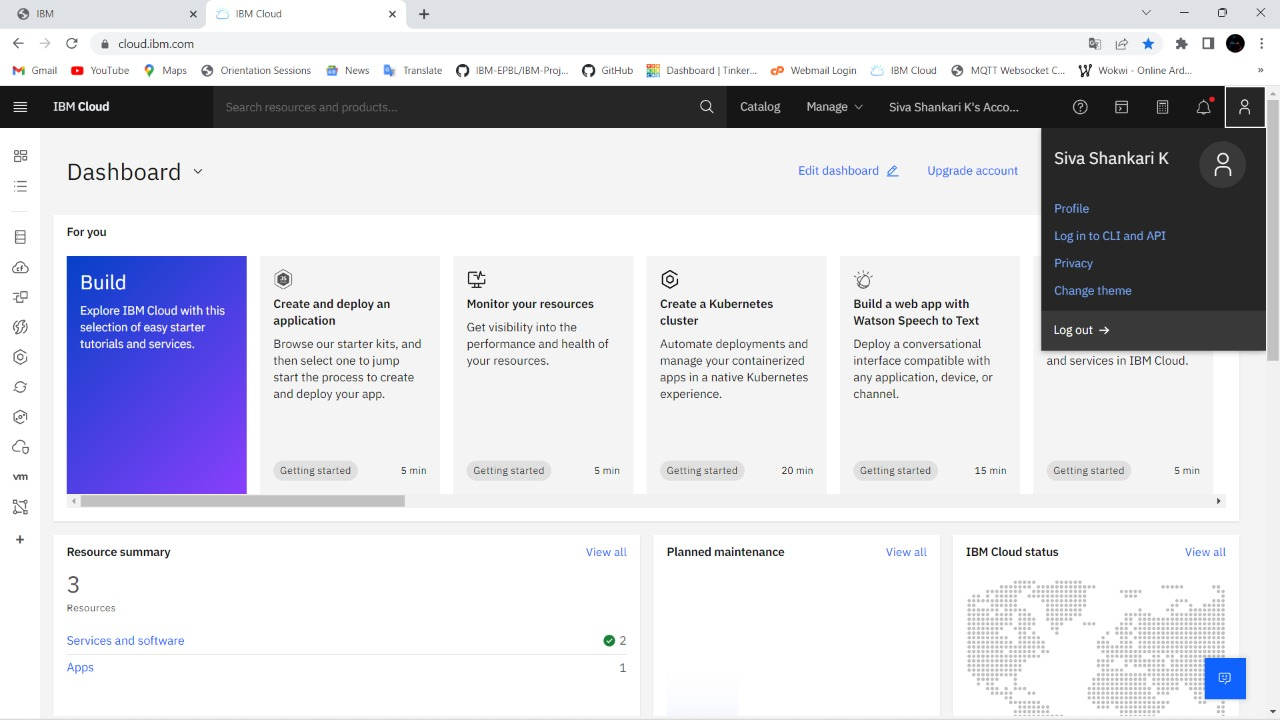 IBM
IBM Cloud
cloud.ibm.com
Gmail
YouTube
Maps
Orientation Sessions
News
Translate
IBM-EPBL/IBM-Proj...
GitHub
Dashboard | Tinker...
Webmail Login
IBM Cloud
MQTT Websocket C...
Wokwi - Online Ard...
»
IBM Cloud
Search resources and products...
Catalog
Manage
Siva Shankari K's Acco...
Dashboard
Edit dashboard
Upgrade account
Siva Shankari K
Profile
Log in to CLI and API
Privacy
Change theme
Log out →
For you
Build
Explore IBM Cloud with this
selection of easy starter
tutorials and services.
JS
Create and deploy an
application
Browse our starter kits, and
then select one to jump
start the process to create
and deploy your app.
Getting started
5 min
Monitor your resources
Get visibility into the
performance and health of
your resources.
Getting started
5 min
Create a Kubernetes
cluster
Automate deployments and
manage your containerized
apps in a native Kubernetes
experience.
Getting started
20 min
Build a web app with
Watson Speech to Text
Deploy a conversational
interface compatible with
any application, device, or
channel.
Getting started
15 min
and services in IBM Cloud.
Getting started
5 min
vm
Resource summary
View all
3
Resources
Services and software
2
Apps
1
Planned maintenance
View all
IBM Cloud status
View all